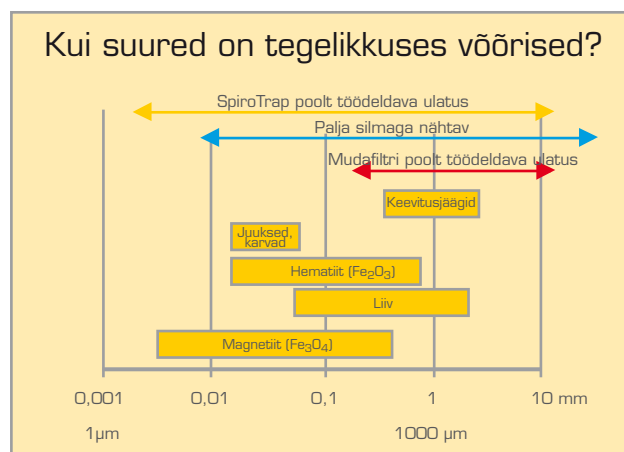 Kui suured on tegelikkuses võõrised?
SpiroTrap poolt töödeldava ulatus
Palja silmaga nähtav
Mudafiltri poolt töödeldava ulatus
Keevitusjäägid
Juuksed,
karvad
Hematiit (Fe₂O₃)
Liiv
Magnetiit (Fe₃O₄)
0,001 0,01 0,1 1 10 mm
1µm 1000 µm